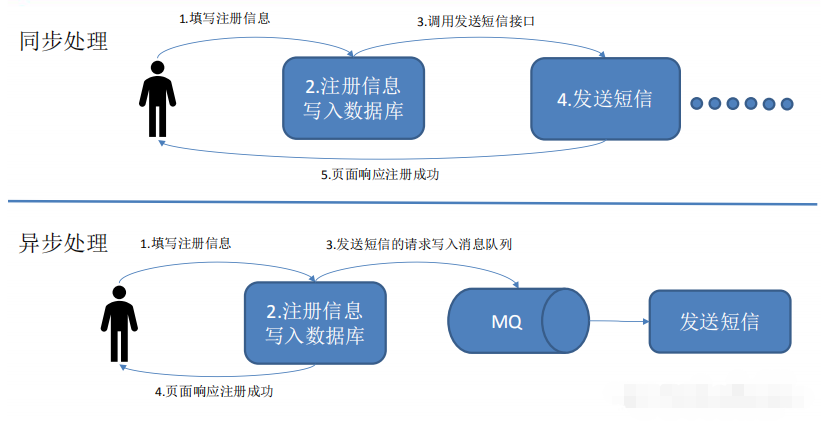 同步处理
1.填写注册信息
3.调用发送短信接口
2.注册信息
写入数据库
4.发送短信
5.页面响应注册成功
异步处理
1.填写注册信息
3.发送短信的请求写入消息队列
2.注册信息
写入数据库
MQ
发送短信
4.页面响应注册成功